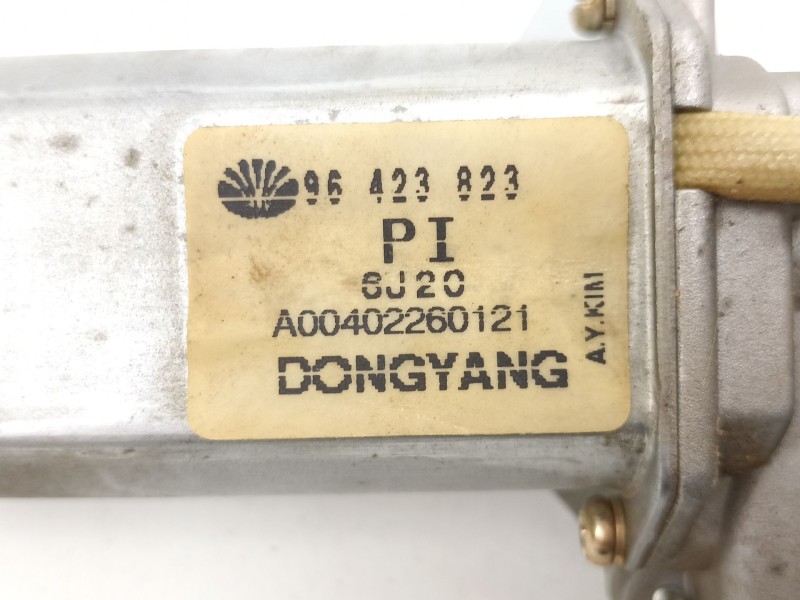 96 423 823
PI
6J20
A00402260121
DONGYANG
A.Y.KIM